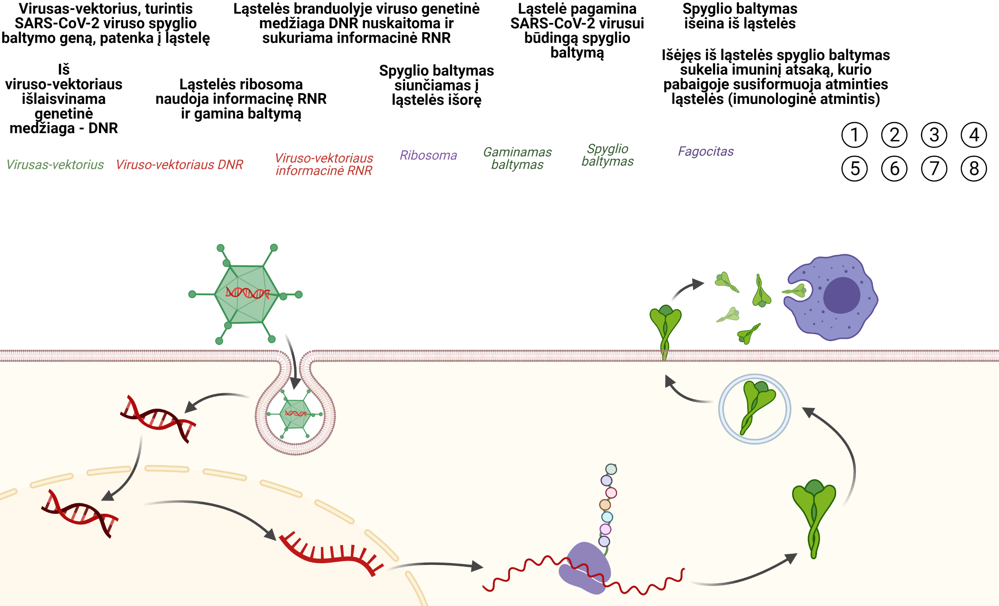 Virusas-vektorius, turintis
SARS-CoV-2 viruso spyglio
baltymo geną, patenka į ląstelę
Ląstelės branduolyje viruso genetinė
medžiaga DNR nuskaitoma ir
sukuriama informacinė RNR
Ląstelė pagamina
SARS-CoV-2 virusui
būdingą spyglio
baltymą
Spyglio baltymas
išeina iš ląstelės
Iš
viruso-vektoriaus
išlaisvinama
genetinė
medžiaga - DNR
Ląstelės ribosoma
naudoja informacinę RNR
ir gamina baltymą
Spyglio baltymas
siunčiamas į
ląstelės išorę
Išėjęs iš ląstelės spyglio baltymas
sukelia imuninį atsaką, kurio
pabaigoje susiformuoja atminties
ląstelės (imunologinė atmintis)
Virusas-vektorius
Viruso-vektoriaus DNR
Viruso-vektoriaus
informacinė RNR
Ribosoma
Gaminamas
baltymas
Spyglio
baltymas
Fagocitas
1 2 3 4
5 6 7 8